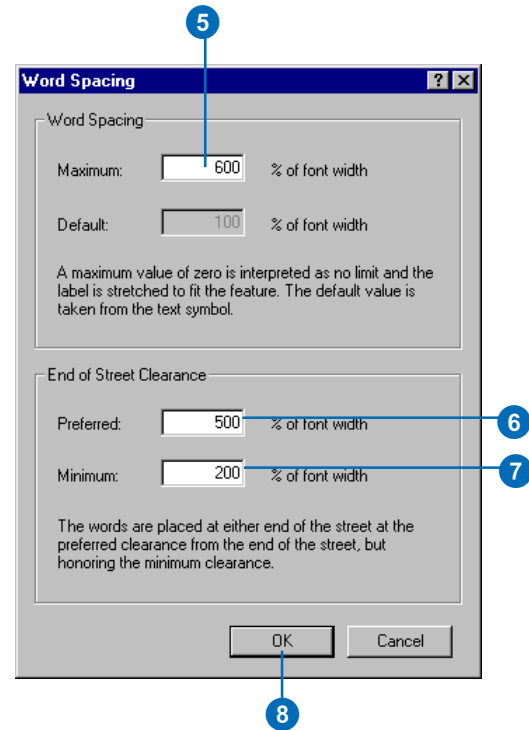 5
Word Spacing
Word Spacing
Maximum: 600 % of font width
Default: 100 % of font width
A maximum value of zero is interpreted as no limit and the
label is stretched to fit the feature. The default value is
taken from the text symbol.
End of Street Clearance
Preferred: 500 % of font width 6
Minimum: 200 % of font width 7
The words are placed at either end of the street at the
preferred clearance from the end of the street, but
honoring the minimum clearance.
OK Cancel
8